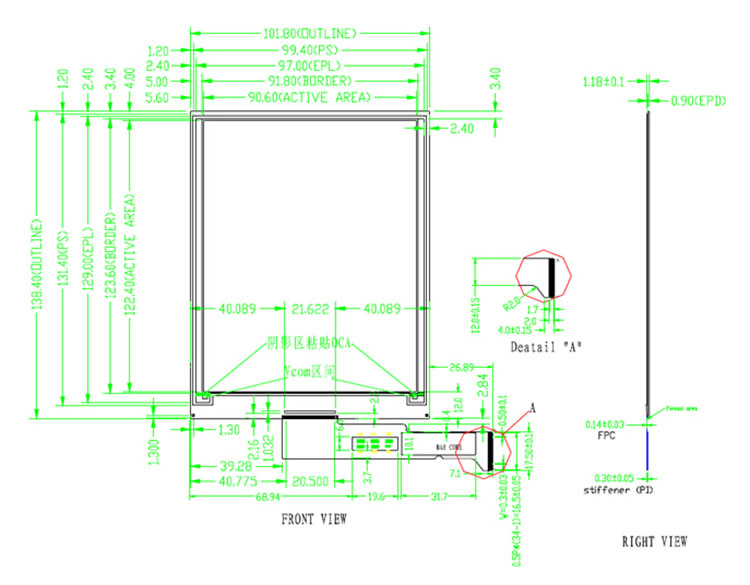 101.80(OUTLINE)
99.40(PS)
97.00(EPL)
91.80(BORDER)
90.60(ACTIVE AREA)
1.20
2.40
5.00
5.60
1.20
2.40
3.40
4.00
3.40
2.40
138.40(OUTLINE)
131.40(PS)
129.00(EPL)
123.60(BORDER)
122.40(ACTIVE AREA)
40.089
21.622
40.089
阴影区粘贴OCA
Vcom区间
26.89
2.84
12.0
1.30
1.300
2.16
1.032
10.1
BAR CODE
7.1
3.7
A
0.50±0.1
17.50±0.1
W=0.3±0.03
0.5P*(34-1)=16.5±0.05
39.28
40.775
20.500
68.94
19.6
31.7
FRONT VIEW
12.0±0.15
R2.0
1.7
2.0
4.0±0.15
Deatail "A"
1.18±0.1
0.90(EPD)
0.14±0.03
FPC
0.30±0.05
stiffener (PI)
RIGHT VIEW